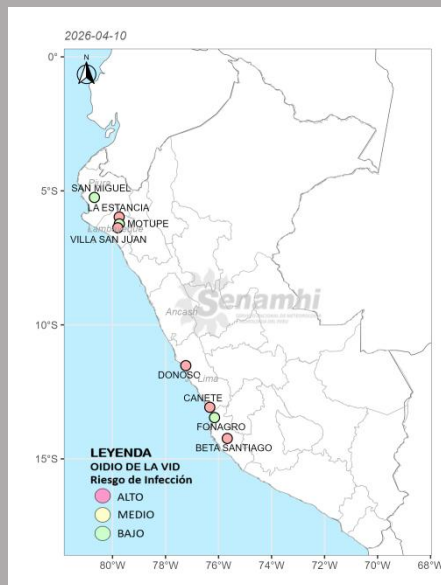 2026-04-10
N
0°
5°S
10°S
15°S
Piura
SAN MIGUEL
LA ESTANCIA
MOTUPE
Lambayeque
VILLA SAN JUAN
Senamhi
Ancash
DONOSO
Lima
CANETE
FONAGRO
BETA SANTIAGO
LEYENDA
OIDIO DE LA VID
Riesgo de Infección
ALTO
MEDIO
BAJO
80°W 78°W 76°W 74°W 72°W 70°W 68°W